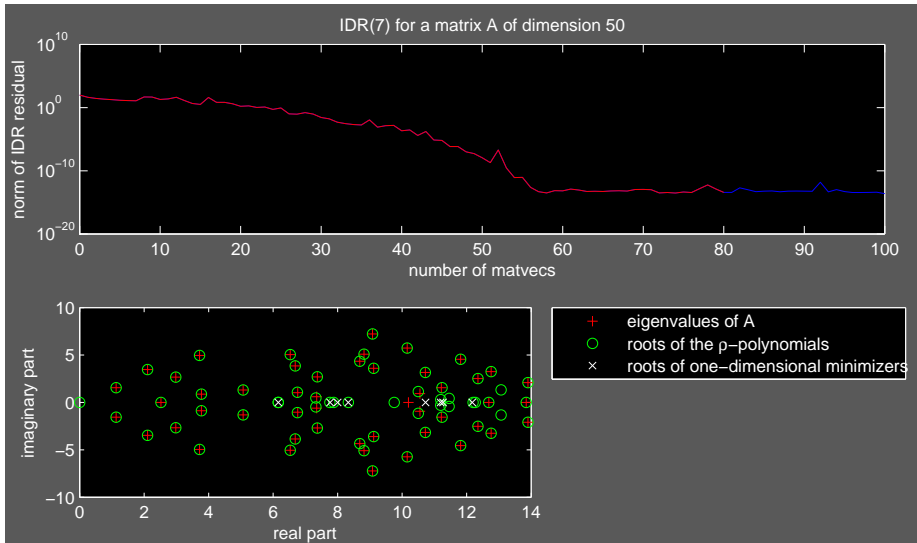 IDR(7) for a matrix A of dimension 50
norm of IDR residual
10^10
10^0
10^-10
10^-20
0 10 20 30 40 50 60 70 80 90 100
number of matvecs
imaginary part
10
5
0
−5
−10
0 2 4 6 8 10 12 14
real part
eigenvalues of A
roots of the ρ−polynomials
roots of one−dimensional minimizers